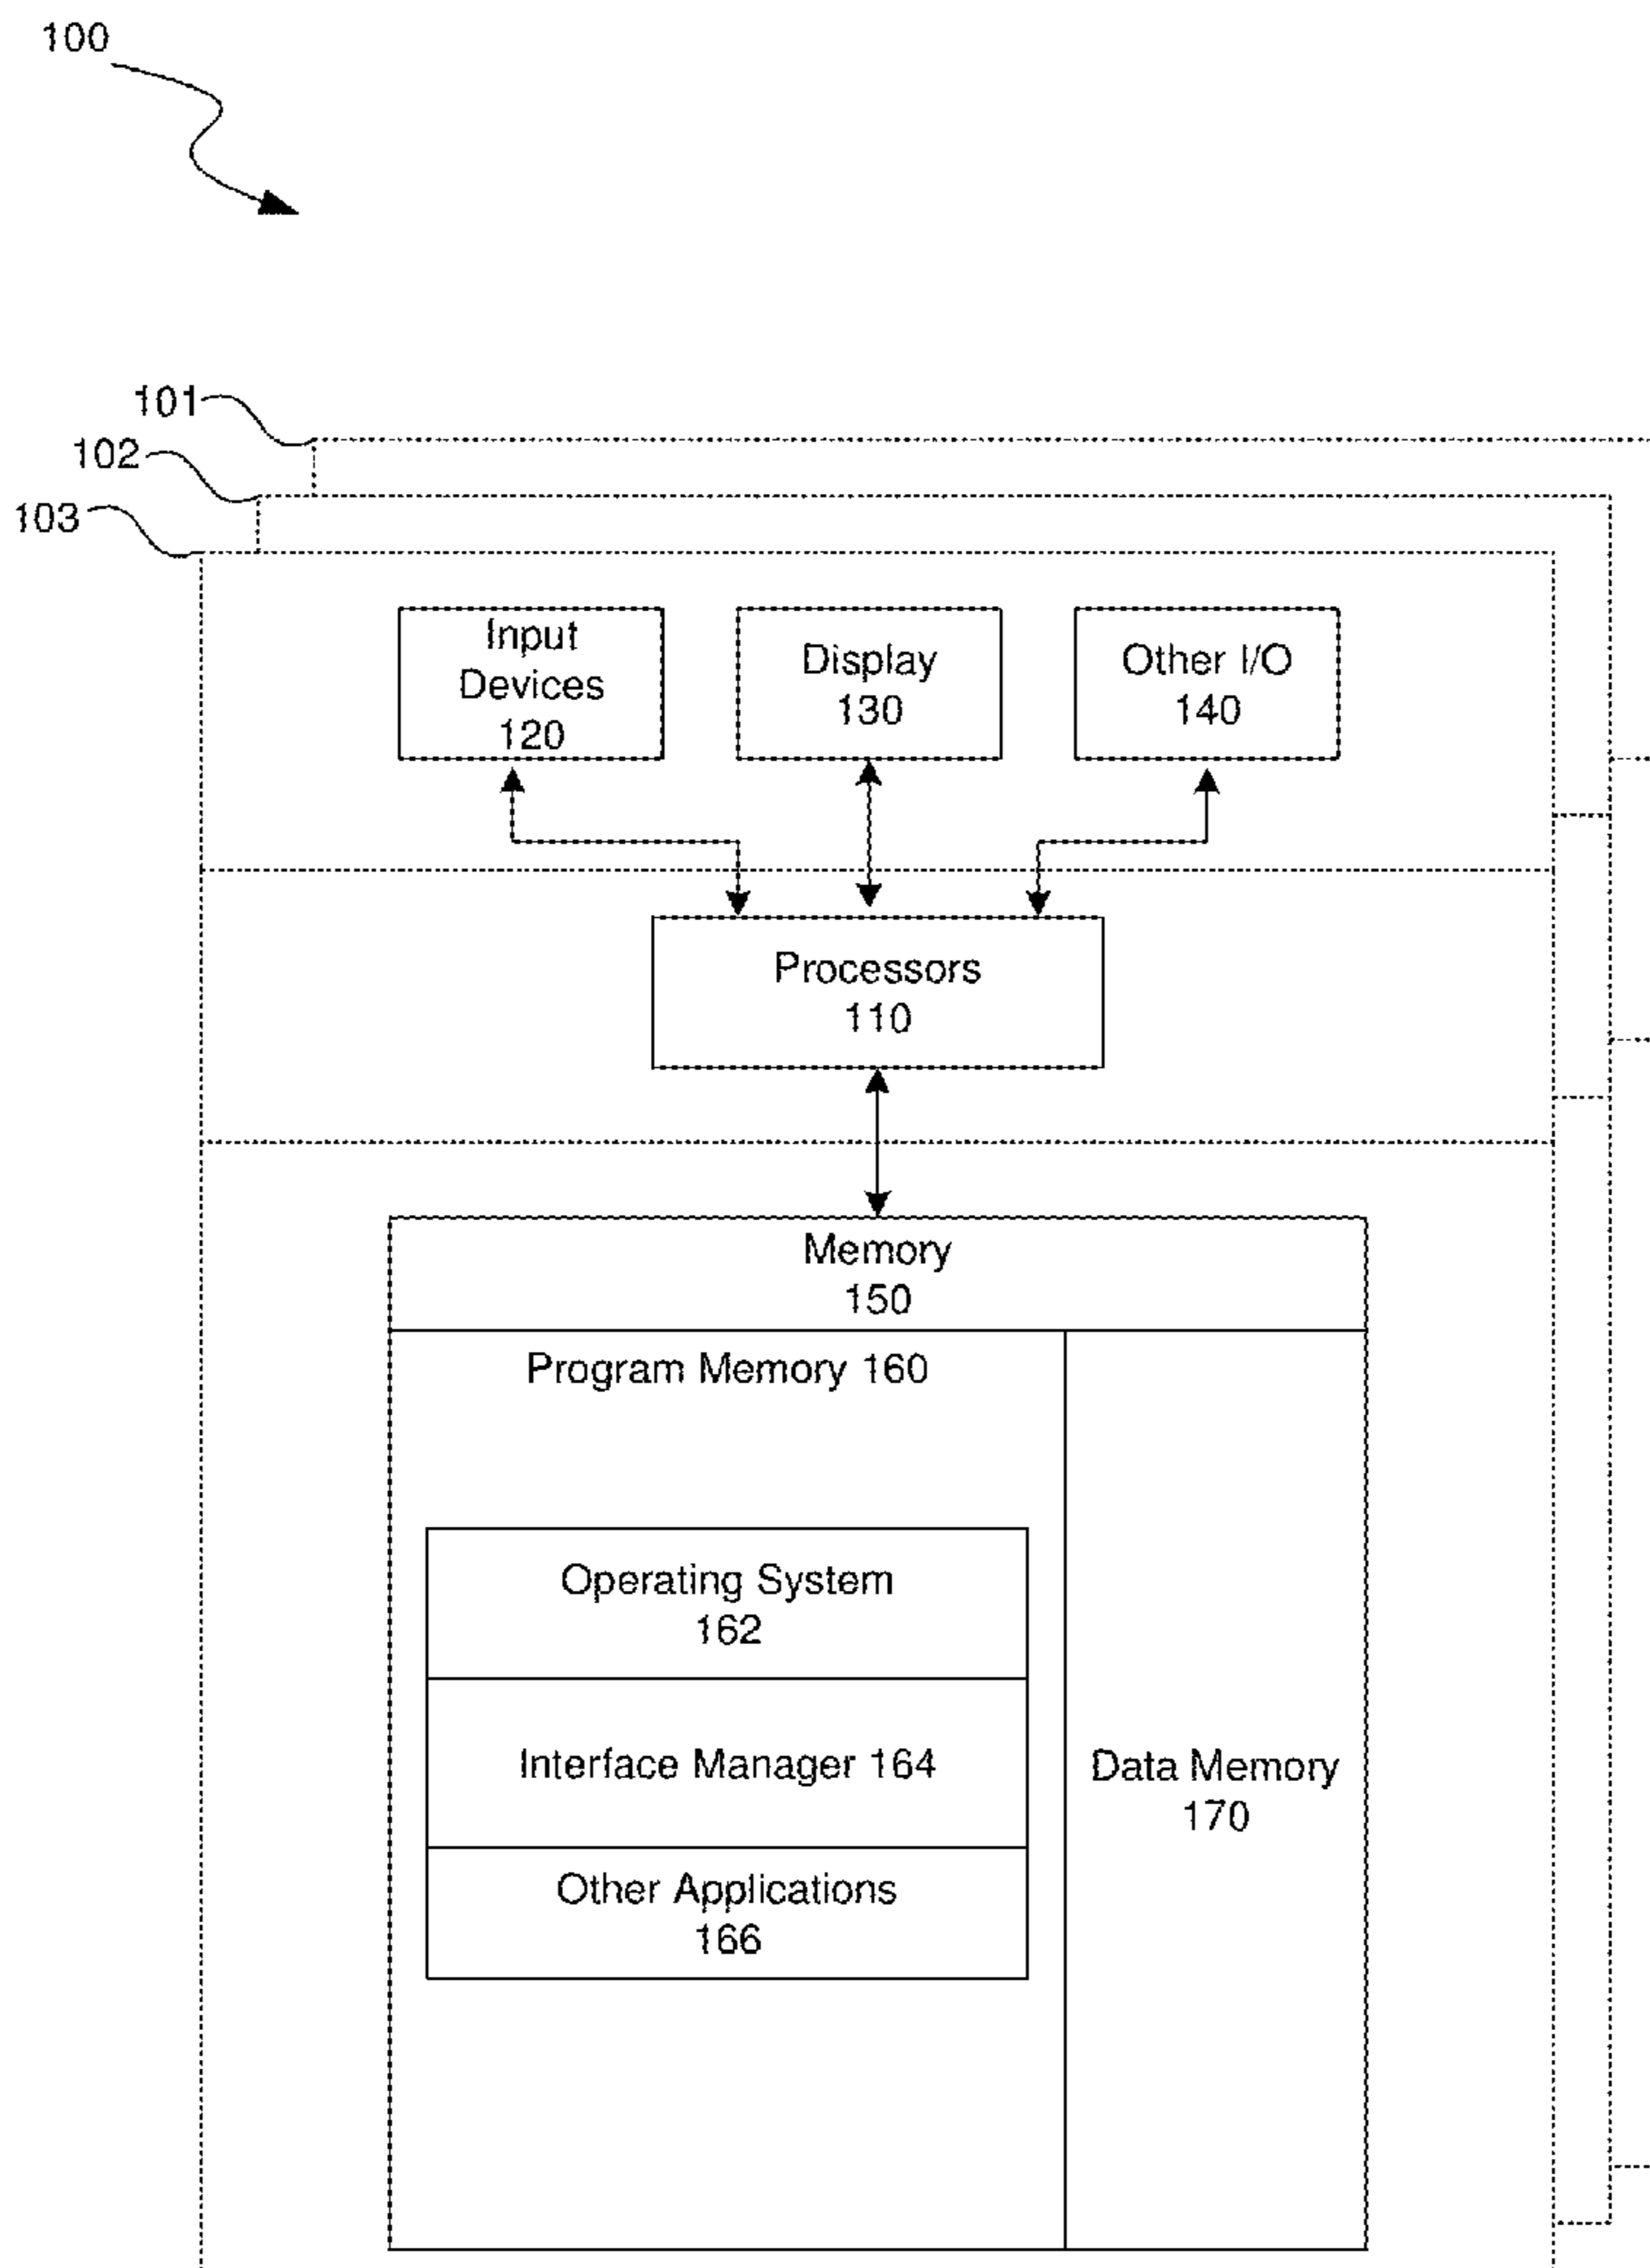 100
101
102
103
Input
Devices
120
Display
130
Other I/O
140
Processors
110
Memory
150
Program Memory 160
Operating System
162
Interface Manager 164
Other Applications
166
Data Memory
170